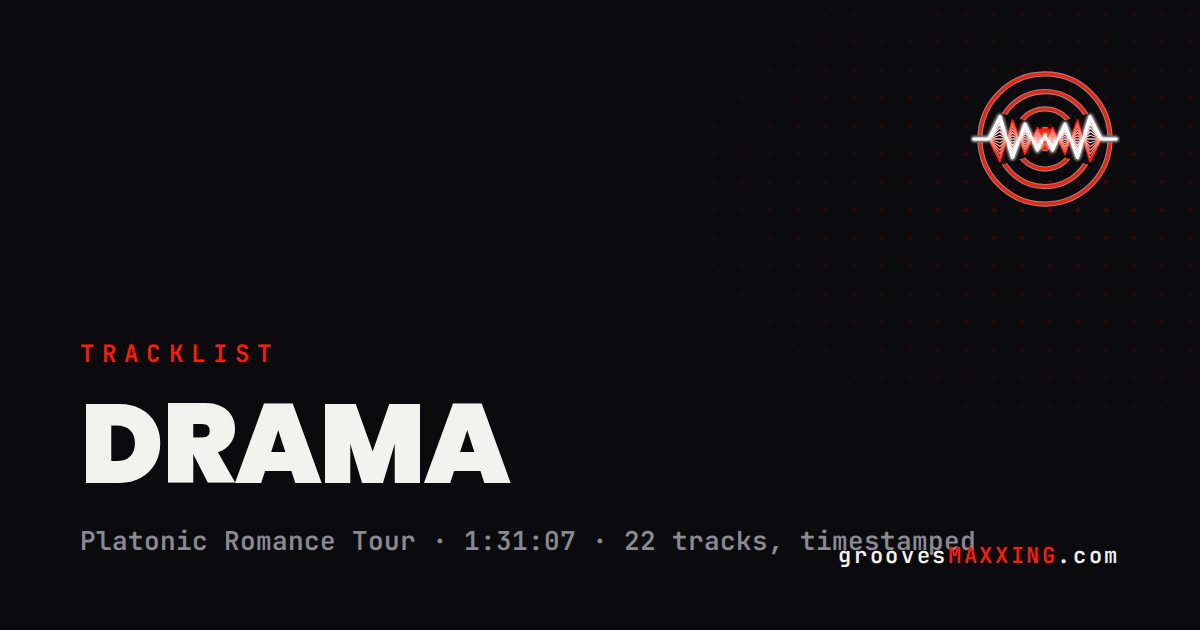 TRACKLIST
DRAMA
Platonic Romance Tour · 1:31:07 · 22 tracks, timestamped
groovesMAXXING.com